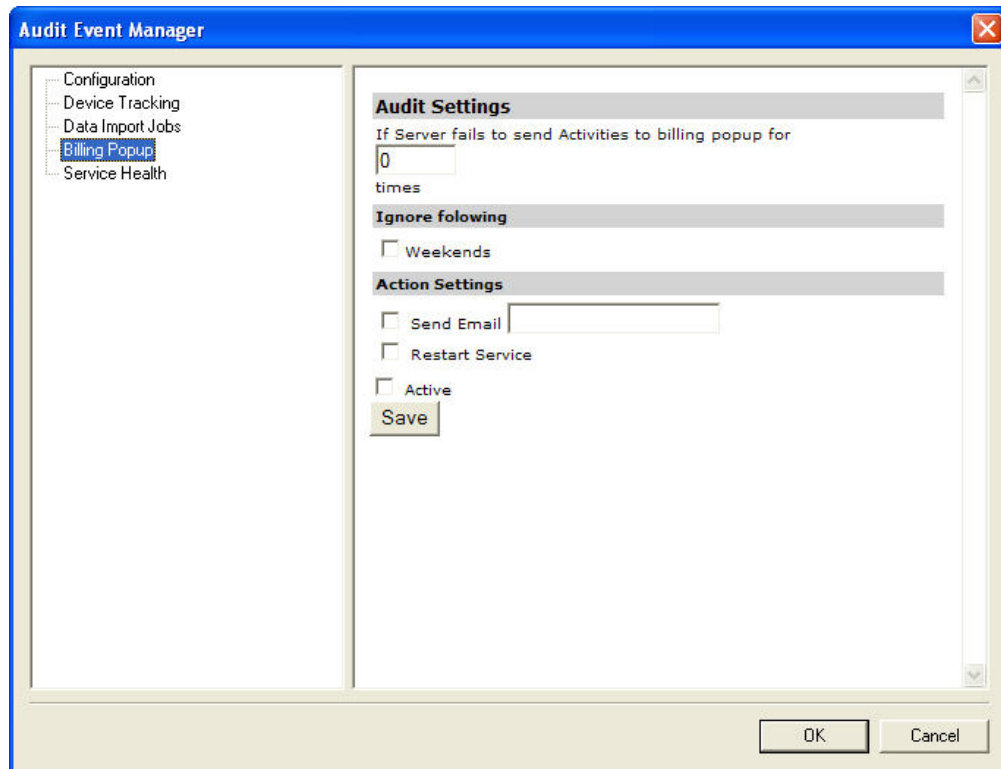 Audit Event Manager
Configuration
Device Tracking
Data Import Jobs
Billing Popup
Service Health
Audit Settings
If Server fails to send Activities to billing popup for
0
times
Ignore folowing
Weekends
Action Settings
Send Email
Restart Service
Active
Save
OK
Cancel